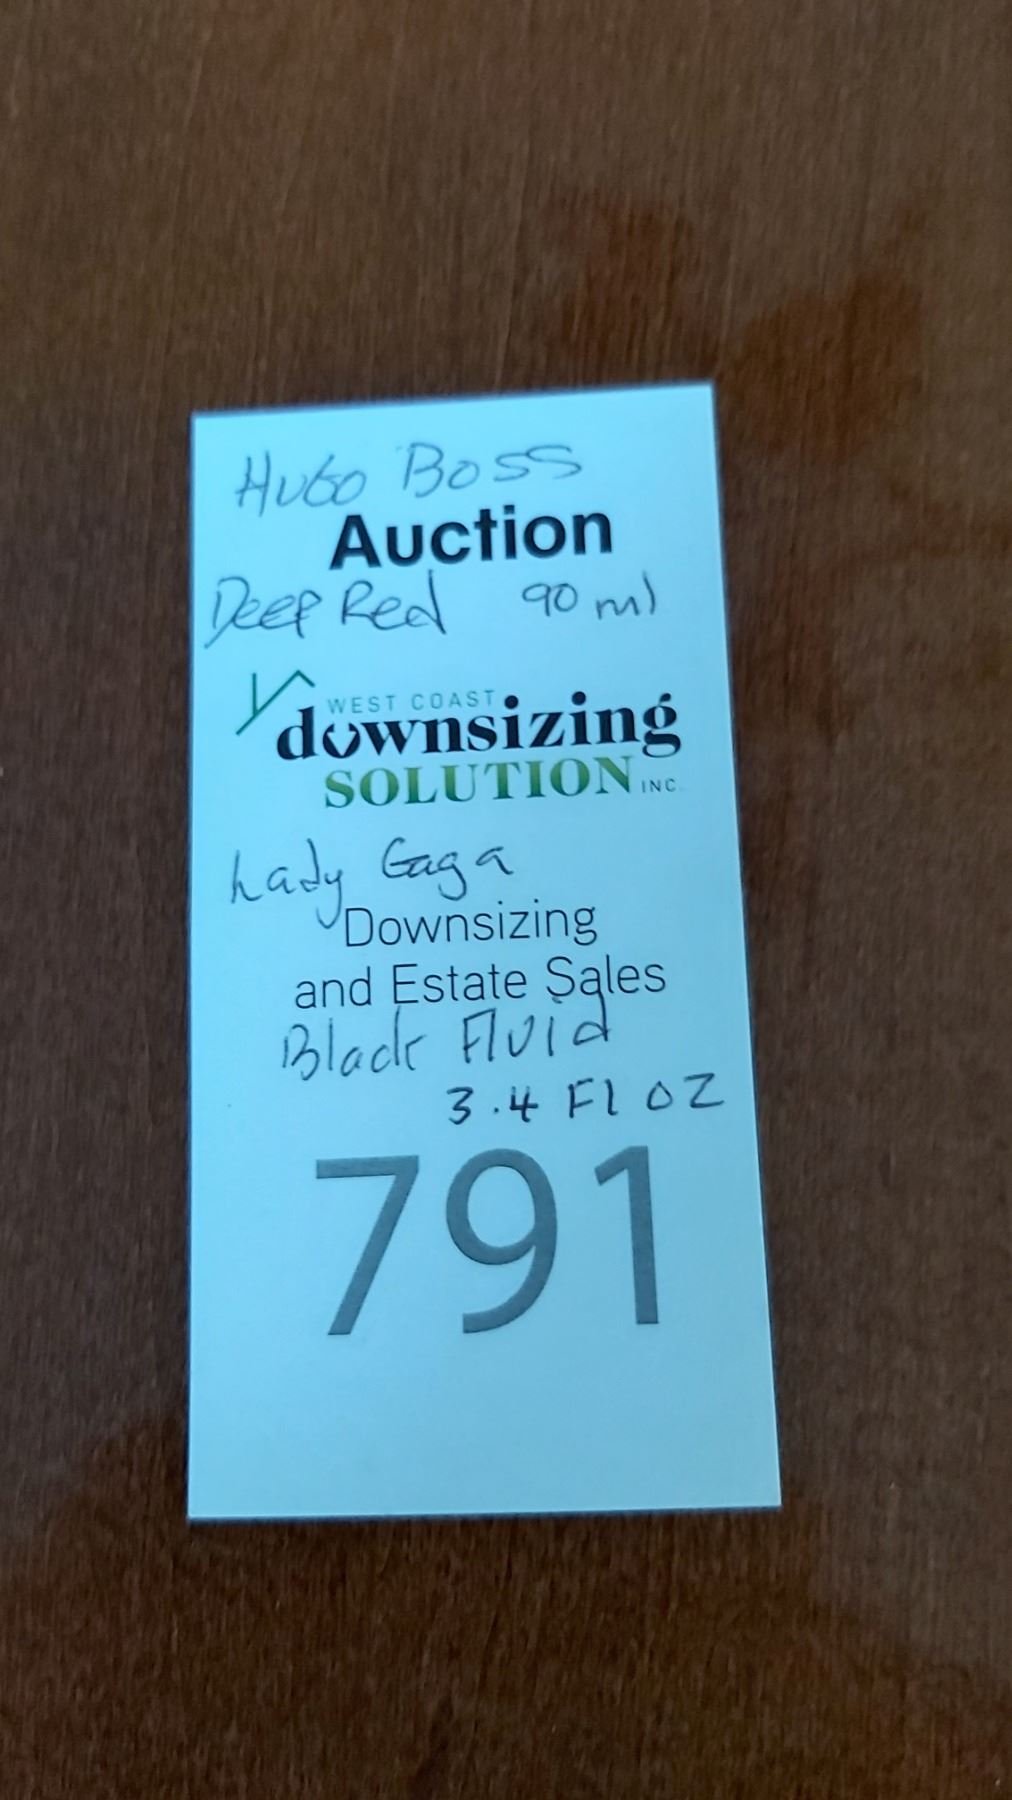 Hugo Boss
Auction
Deep Red 90 ml
WEST COAST
downsizing
SOLUTION INC.
Lady Gaga
Downsizing
and Estate Sales
Black Fluid
3.4 Fl oz
791